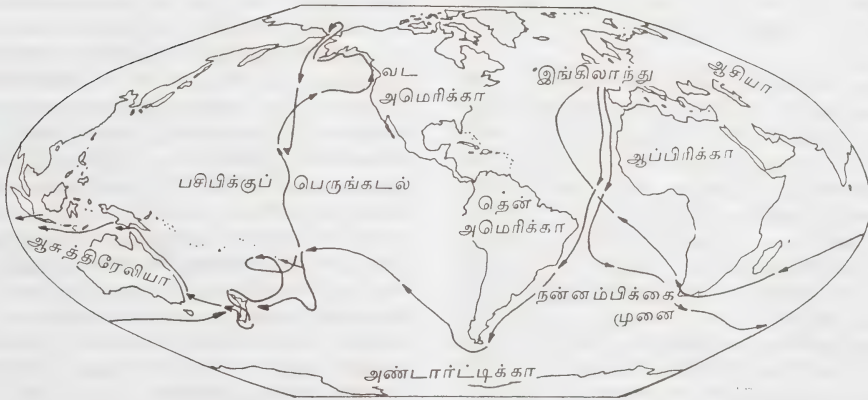 வட
அமெரிக்கா
இங்கிலாந்து
ஆசியா
ஆப்பிரிக்கா
பசிபிக்குப் பெருங்கடல்
தென்
அமெரிக்கா
ஆசுத்திரேலியா
நன்னம்பிக்கை
முனை
அண்டார்ட்டிக்கா